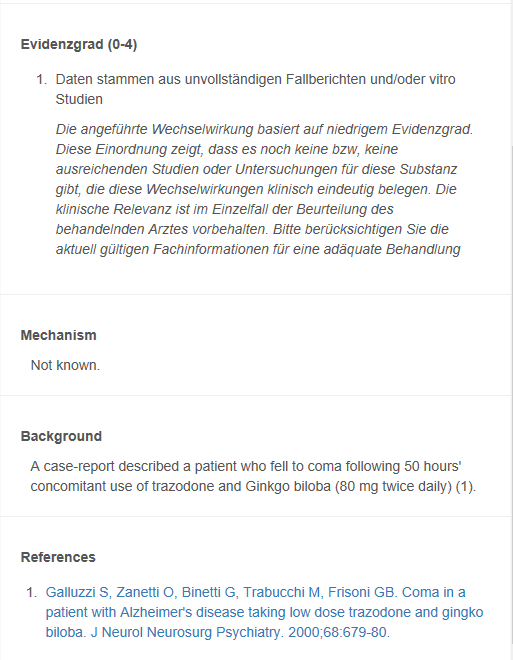 Evidenzgrad (0-4)
1. Daten stammen aus unvollständigen Fallberichten und/oder vitro
Studien
Die angeführte Wechselwirkung basiert auf niedrigem Evidenzgrad.
Diese Einordnung zeigt, dass es noch keine bzw, keine
ausreichenden Studien oder Untersuchungen für diese Substanz
gibt, die diese Wechselwirkungen klinisch eindeutig belegen. Die
klinische Relevanz ist im Einzelfall der Beurteilung des
behandelnden Arztes vorbehalten. Bitte berücksichtigen Sie die
aktuell gültigen Fachinformationen für eine adäquate Behandlung
Mechanism
Not known.
Background
A case-report described a patient who fell to coma following 50 hours'
concomitant use of trazodone and Ginkgo biloba (80 mg twice daily) (1).
References
1. Galluzzi S, Zanetti O, Binetti G, Trabucchi M, Frisoni GB. Coma in a
patient with Alzheimer's disease taking low dose trazodone and gingko
biloba. J Neurol Neurosurg Psychiatry. 2000;68:679-80.